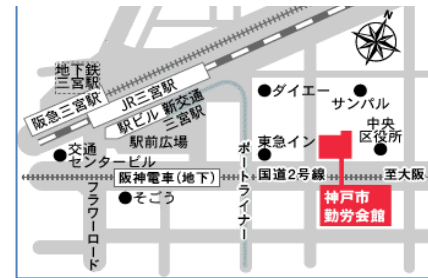 地下鉄
三宮駅
阪急三宮駅
JR三宮駅
駅ビル 新交通
三宮駅
駅前広場
ダイエー
サンパル
中央
区役所
東急イン
交通
センタービル
ポートライナー
阪神電車(地下)
国道2号線
至大阪
そごう
フラワーロード
神戸市
勤労会館